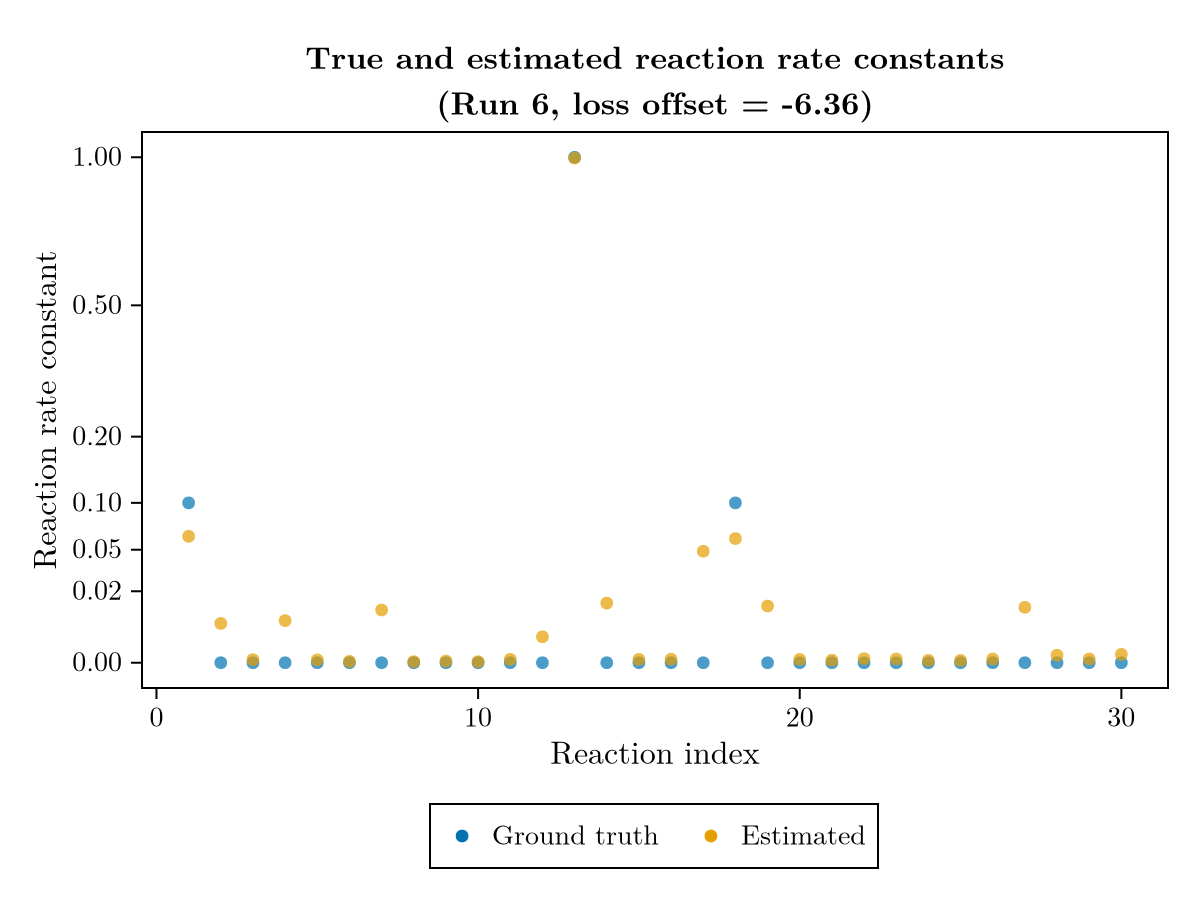 True and estimated reaction rate constants
(Run 6, loss offset = -6.36)
Reaction rate constant
1.00
0.50
0.20
0.10
0.05
0.02
0.00
0 10 20 30
Reaction index
Ground truth Estimated